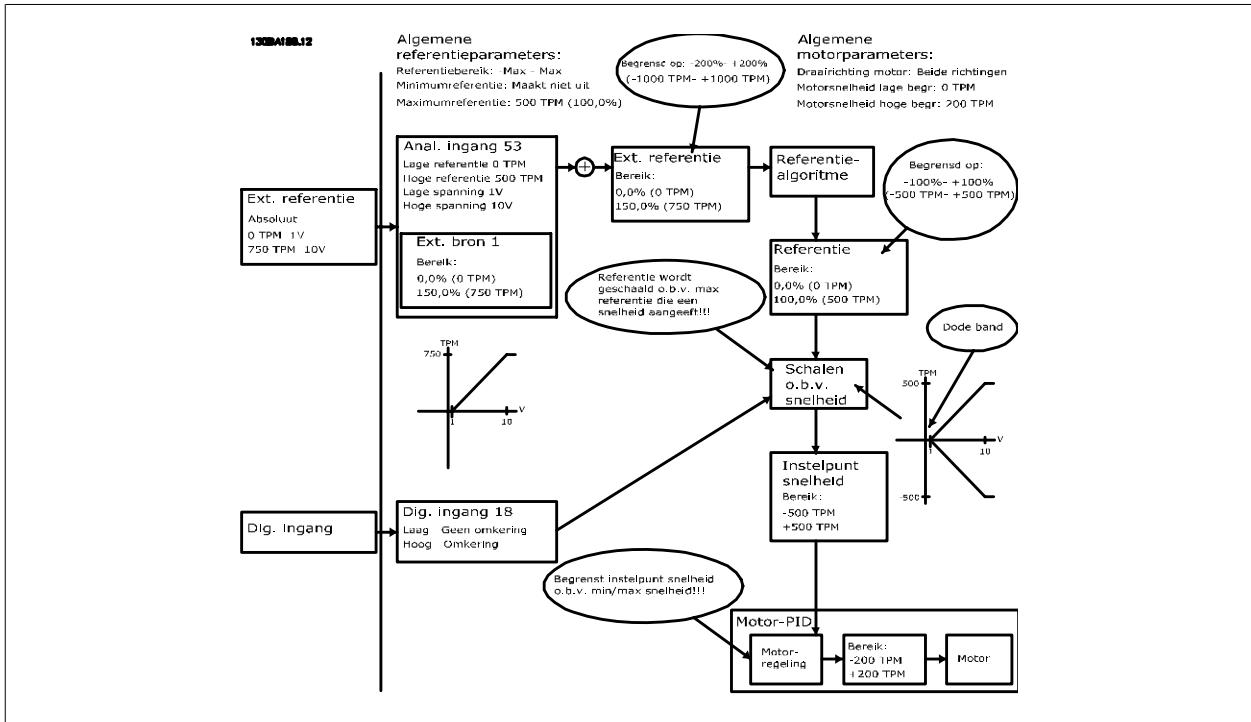 130BA188.12
Algemene
referentieparameters:
Referentiebereik: -Max - Max
Minimumreferentie: Maakt niet uit
Maximumreferentie: 500 TPM (100,0%)
Begrensd op: -200%- +200%
(-1000 TPM- +1000 TPM)
Algemene
motorparameters:
Draairichting motor: Beide richtingen
Motorsnelheid lage begr: 0 TPM
Motorsnelheid hoge begr: 200 TPM
Ext. referentie
Absoluut
0 TPM 1V
750 TPM 10V
Anal. ingang 53
Lage referentie 0 TPM
Hoge referentie 500 TPM
Lage spanning 1V
Hoge spanning 10V
Ext. bron 1
Bereik:
0,0% (0 TPM)
150,0% (750 TPM)
Ext. referentie
Bereik:
0,0% (0 TPM)
150,0% (750 TPM)
Referentie-
algoritme
Begrensd op:
-100%- +100%
(-500 TPM- +500 TPM)
Referentie
Bereik:
0,0% (0 TPM)
100,0% (500 TPM)
Referentie wordt
geschaald o.b.v. max
referentie die een
snelheid aangeeft!!!
Dode band
TPM
750
1
10
V
Schalen
o.b.v.
snelheid
TPM
500
1
10
V
-500
Instelpunt
snelheid
Bereik:
-500 TPM
+500 TPM
Dig. Ingang
Dig. ingang 18
Laag Geen omkering
Hoog Omkering
Begrenst instelpunt snelheid
o.b.v. min/max snelheid!!!
Motor-PID
Motor-
regeling
Bereik:
-200 TPM
+200 TPM
Motor